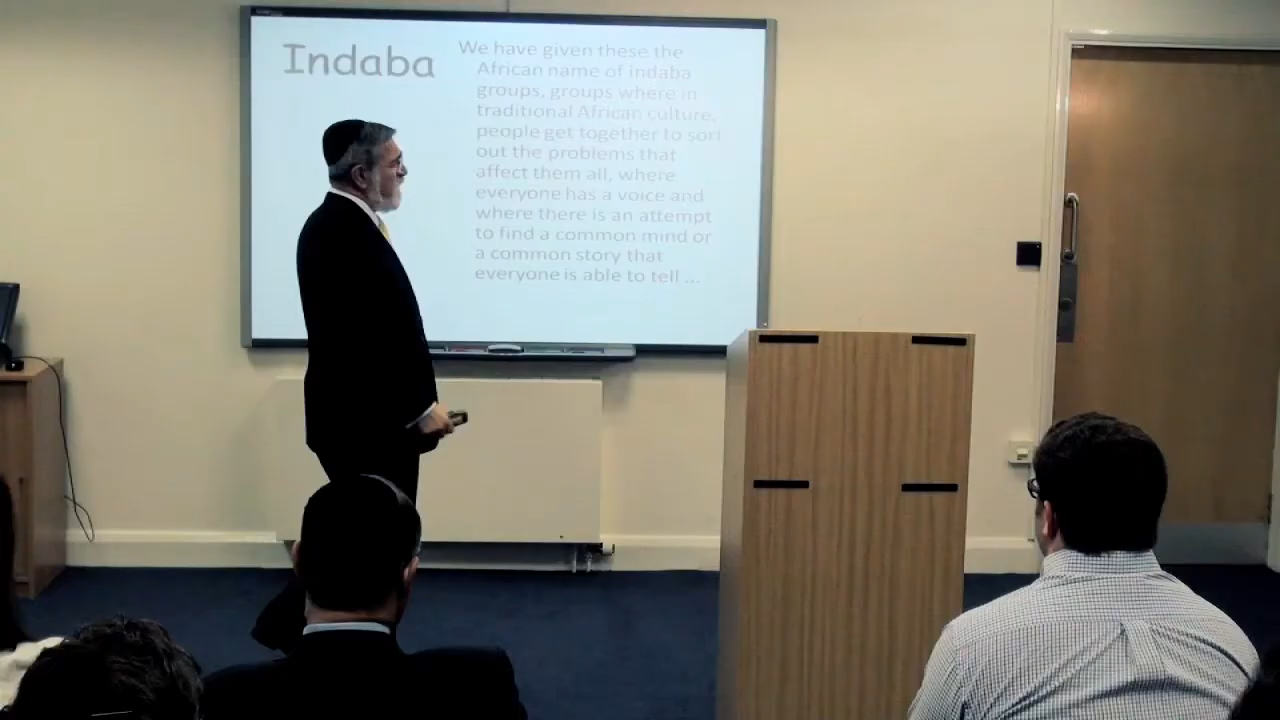 Indaba
We have given these the
African name of indaba
groups, groups where in
traditional African culture,
people get together to sort
out the problems that
affect them all, where
everyone has a voice and
where there is an attempt
to find a common mind or
a common story that
everyone is able to tell ...